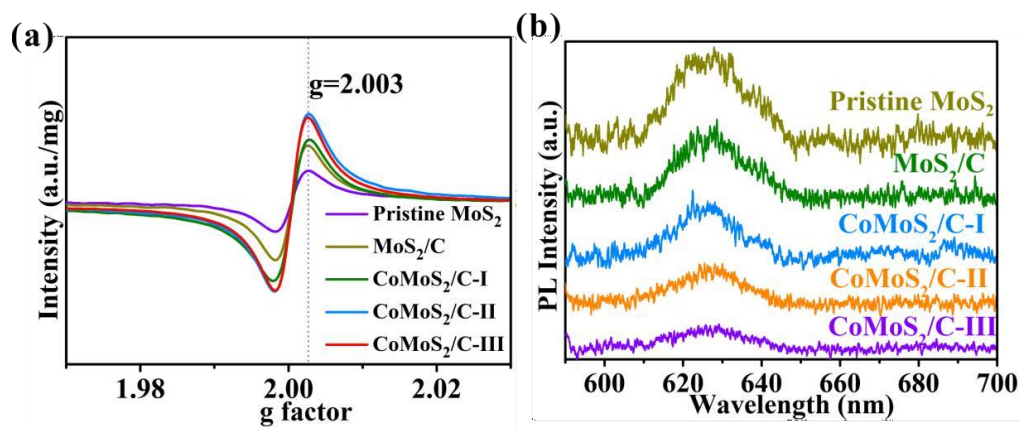 (a)
g=2.003
Intensity (a.u./mg)
Pristine MoS₂
MoS₂/C
CoMoS₂/C-I
CoMoS₂/C-II
CoMoS₂/C-III
1.98 2.00 2.02
g factor
(b)
PL Intensity (a.u.)
Pristine MoS₂
MoS₂/C
CoMoS₂/C-I
CoMoS₂/C-II
CoMoS₂/C-III
600 620 640 660 680 700
Wavelength (nm)